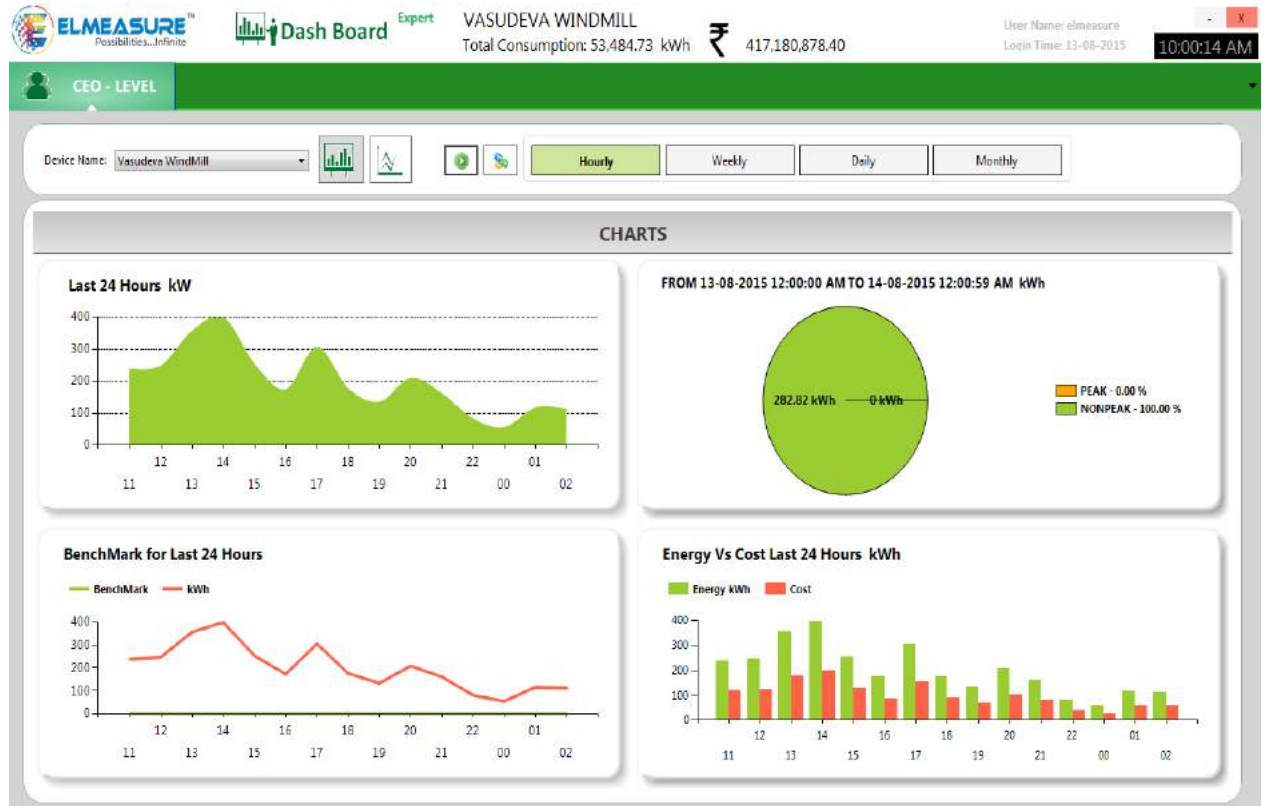 ELMEASURE™
Possibilities...Infinite
Dash Board Expert
VASUDEVA WINDMILL
Total Consumption: 53,484.73 kWh ₹ 417,180,878.40
User Name: elmeasure
Login Time: 13-08-2015
- X
10:00:14 AM
CEO - LEVEL
Device Name: Vasudeva WindMill
Hourly Weekly Daily Monthly
CHARTS
Last 24 Hours kW
400
300
200
100
0
12 14 16 18 20 22 01
11 13 15 17 19 21 00 02
FROM 13-08-2015 12:00:00 AM TO 14-08-2015 12:00:59 AM kWh
282.82 kWh 0 kWh
PEAK - 0.00 %
NONPEAK - 100.00 %
BenchMark for Last 24 Hours
BenchMark kWh
400
300
200
100
0
12 14 16 18 20 22 01
11 13 15 17 19 21 00 02
Energy Vs Cost Last 24 Hours kWh
Energy kWh Cost
400
300
200
100
0
12 14 16 18 20 22 01
11 13 15 17 19 21 00 02